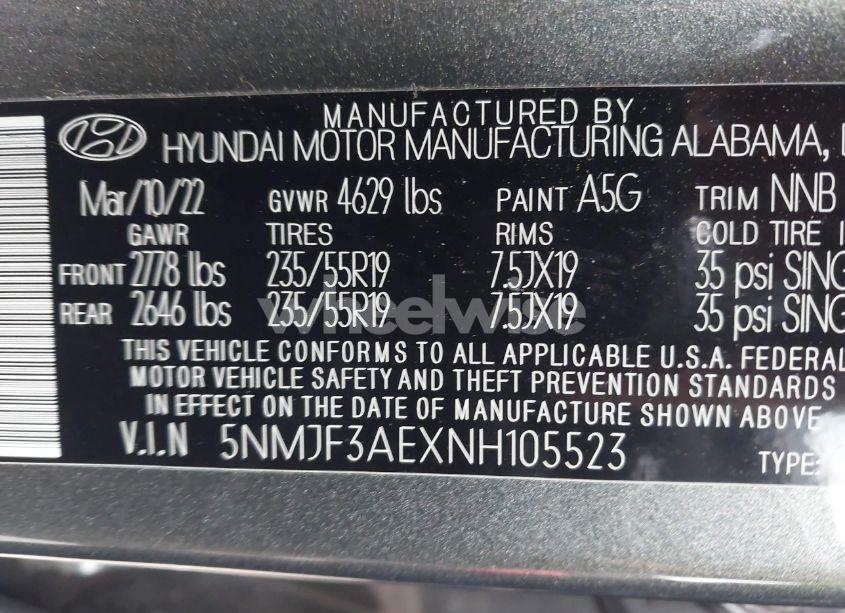 MANUFACTURED BY
HYUNDAI MOTOR MANUFACTURING ALABAMA,
Mar/10/22 GVWR 4629 lbs PAINT A5G TRIM NNB
GAWR TIRES RIMS COLD TIRE
FRONT 2778 lbs 235/55R19 7.5JX19 35 psi SING
REAR 2646 lbs 235/55R19 7.5JX19 35 psi SING
wheelwise
THIS VEHICLE CONFORMS TO ALL APPLICABLE U.S.A. FEDERAL
MOTOR VEHICLE SAFETY AND THEFT PREVENTION STANDARDS
IN EFFECT ON THE DATE OF MANUFACTURE SHOWN ABOVE
V.I.N 5NMJF3AEXNH105523 TYPE: